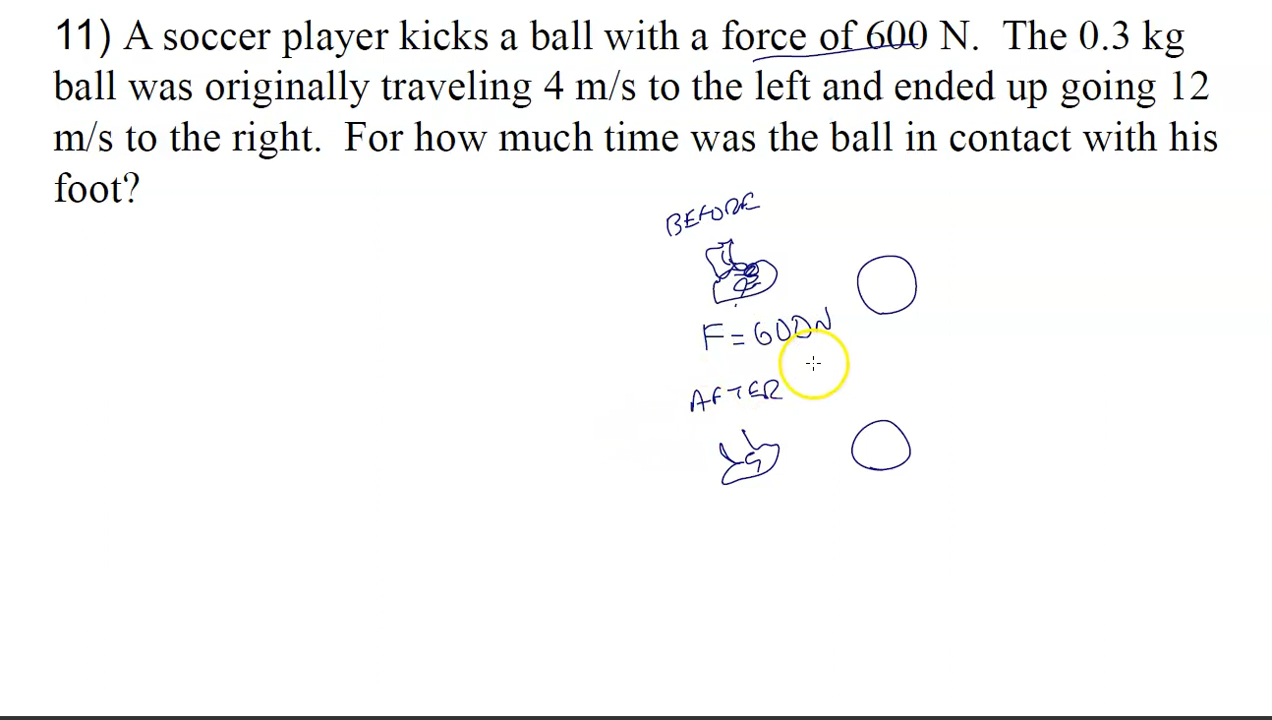 11) A soccer player kicks a ball with a force of 600 N. The 0.3 kg
ball was originally traveling 4 m/s to the left and ended up going 12
m/s to the right. For how much time was the ball in contact with his
foot?
BEFORE
F = 600N
AFTER